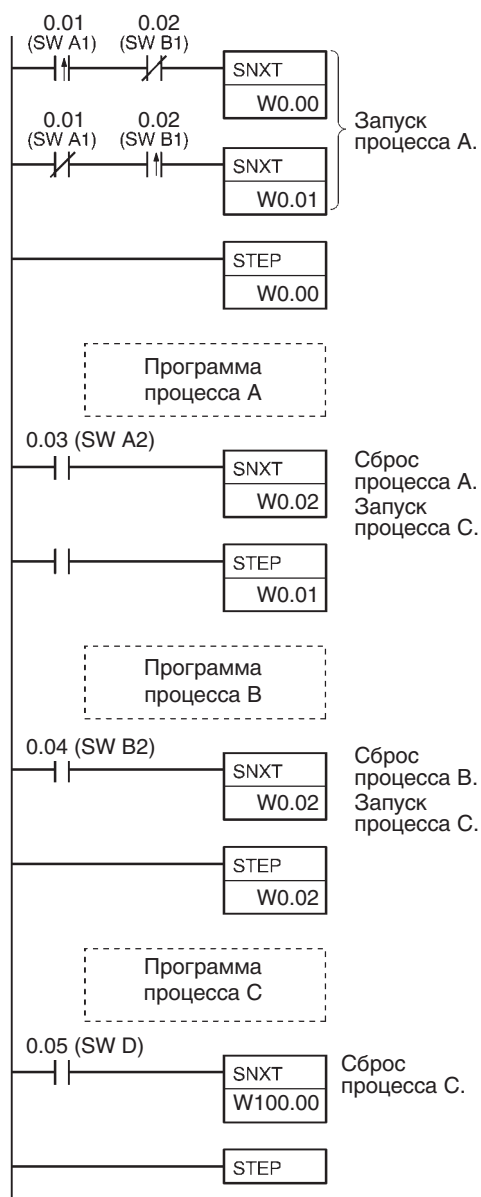 0.01 0.02
(SW A1) (SW B1)
SNXT
W0.00
0.01 0.02
(SW A1) (SW B1)
SNXT
W0.01
Запуск
процесса A.
STEP
W0.00
Программа
процесса A
0.03 (SW A2)
SNXT
W0.02
Сброс
процесса A.
Запуск
процесса C.
STEP
W0.01
Программа
процесса B
0.04 (SW B2)
SNXT
W0.02
Сброс
процесса B.
Запуск
процесса C.
STEP
W0.02
Программа
процесса C
0.05 (SW D)
SNXT
W100.00
Сброс
процесса C.
STEP